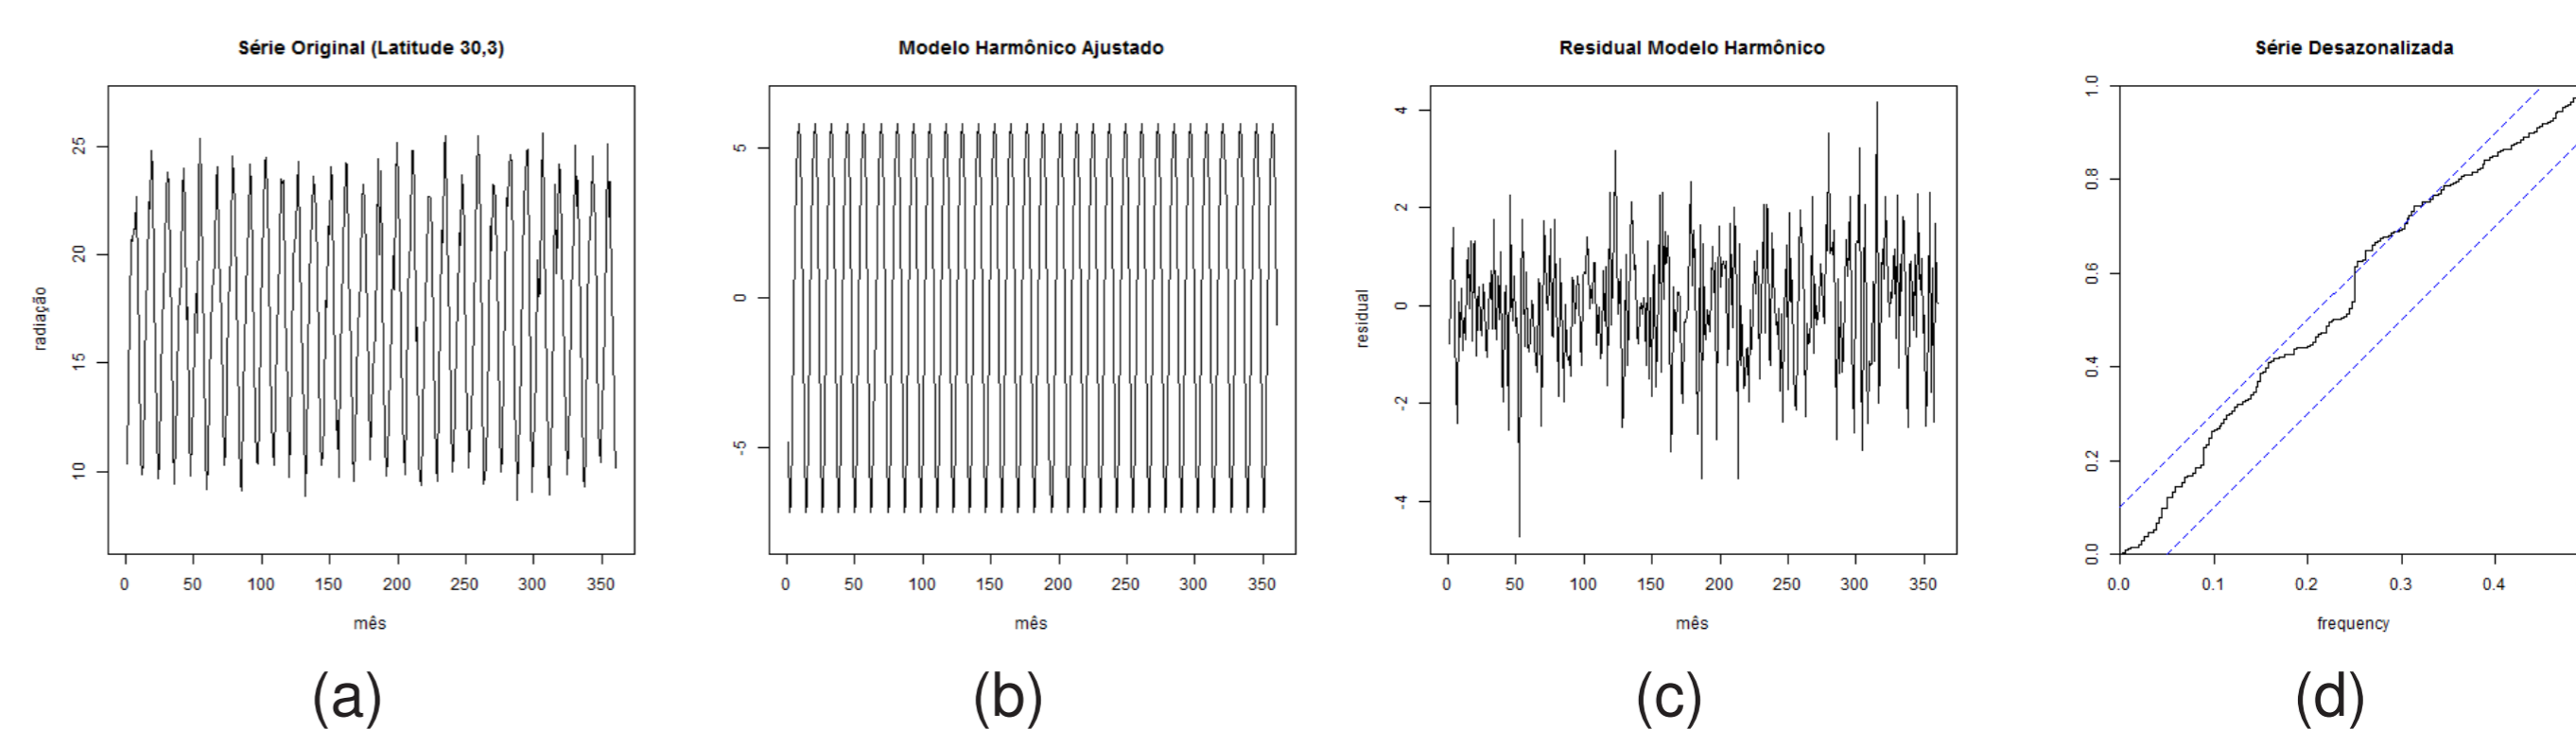 Série Original (Latitude 30,3)
radiação
25
20
15
10
0 50 100 150 200 250 300 350
mês
(a)
Modelo Harmônico Ajustado
5
0
-5
0 50 100 150 200 250 300 350
mês
(b)
Residual Modelo Harmônico
residual
4
2
0
-2
-4
0 50 100 150 200 250 300 350
mês
(c)
Série Desazonalizada
1.0
0.8
0.6
0.4
0.2
0.0
0.0 0.1 0.2 0.3 0.4
frequency
(d)